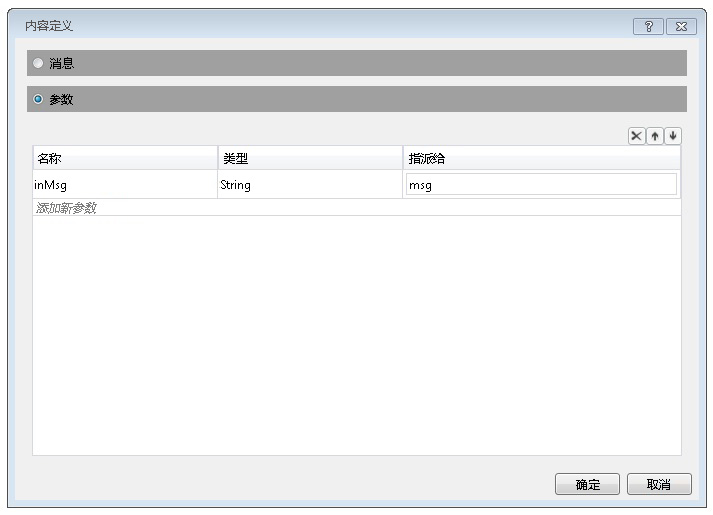 内容定义
消息
参数
名称 类型 指派给
inMsg String msg
添加新参数
确定 取消